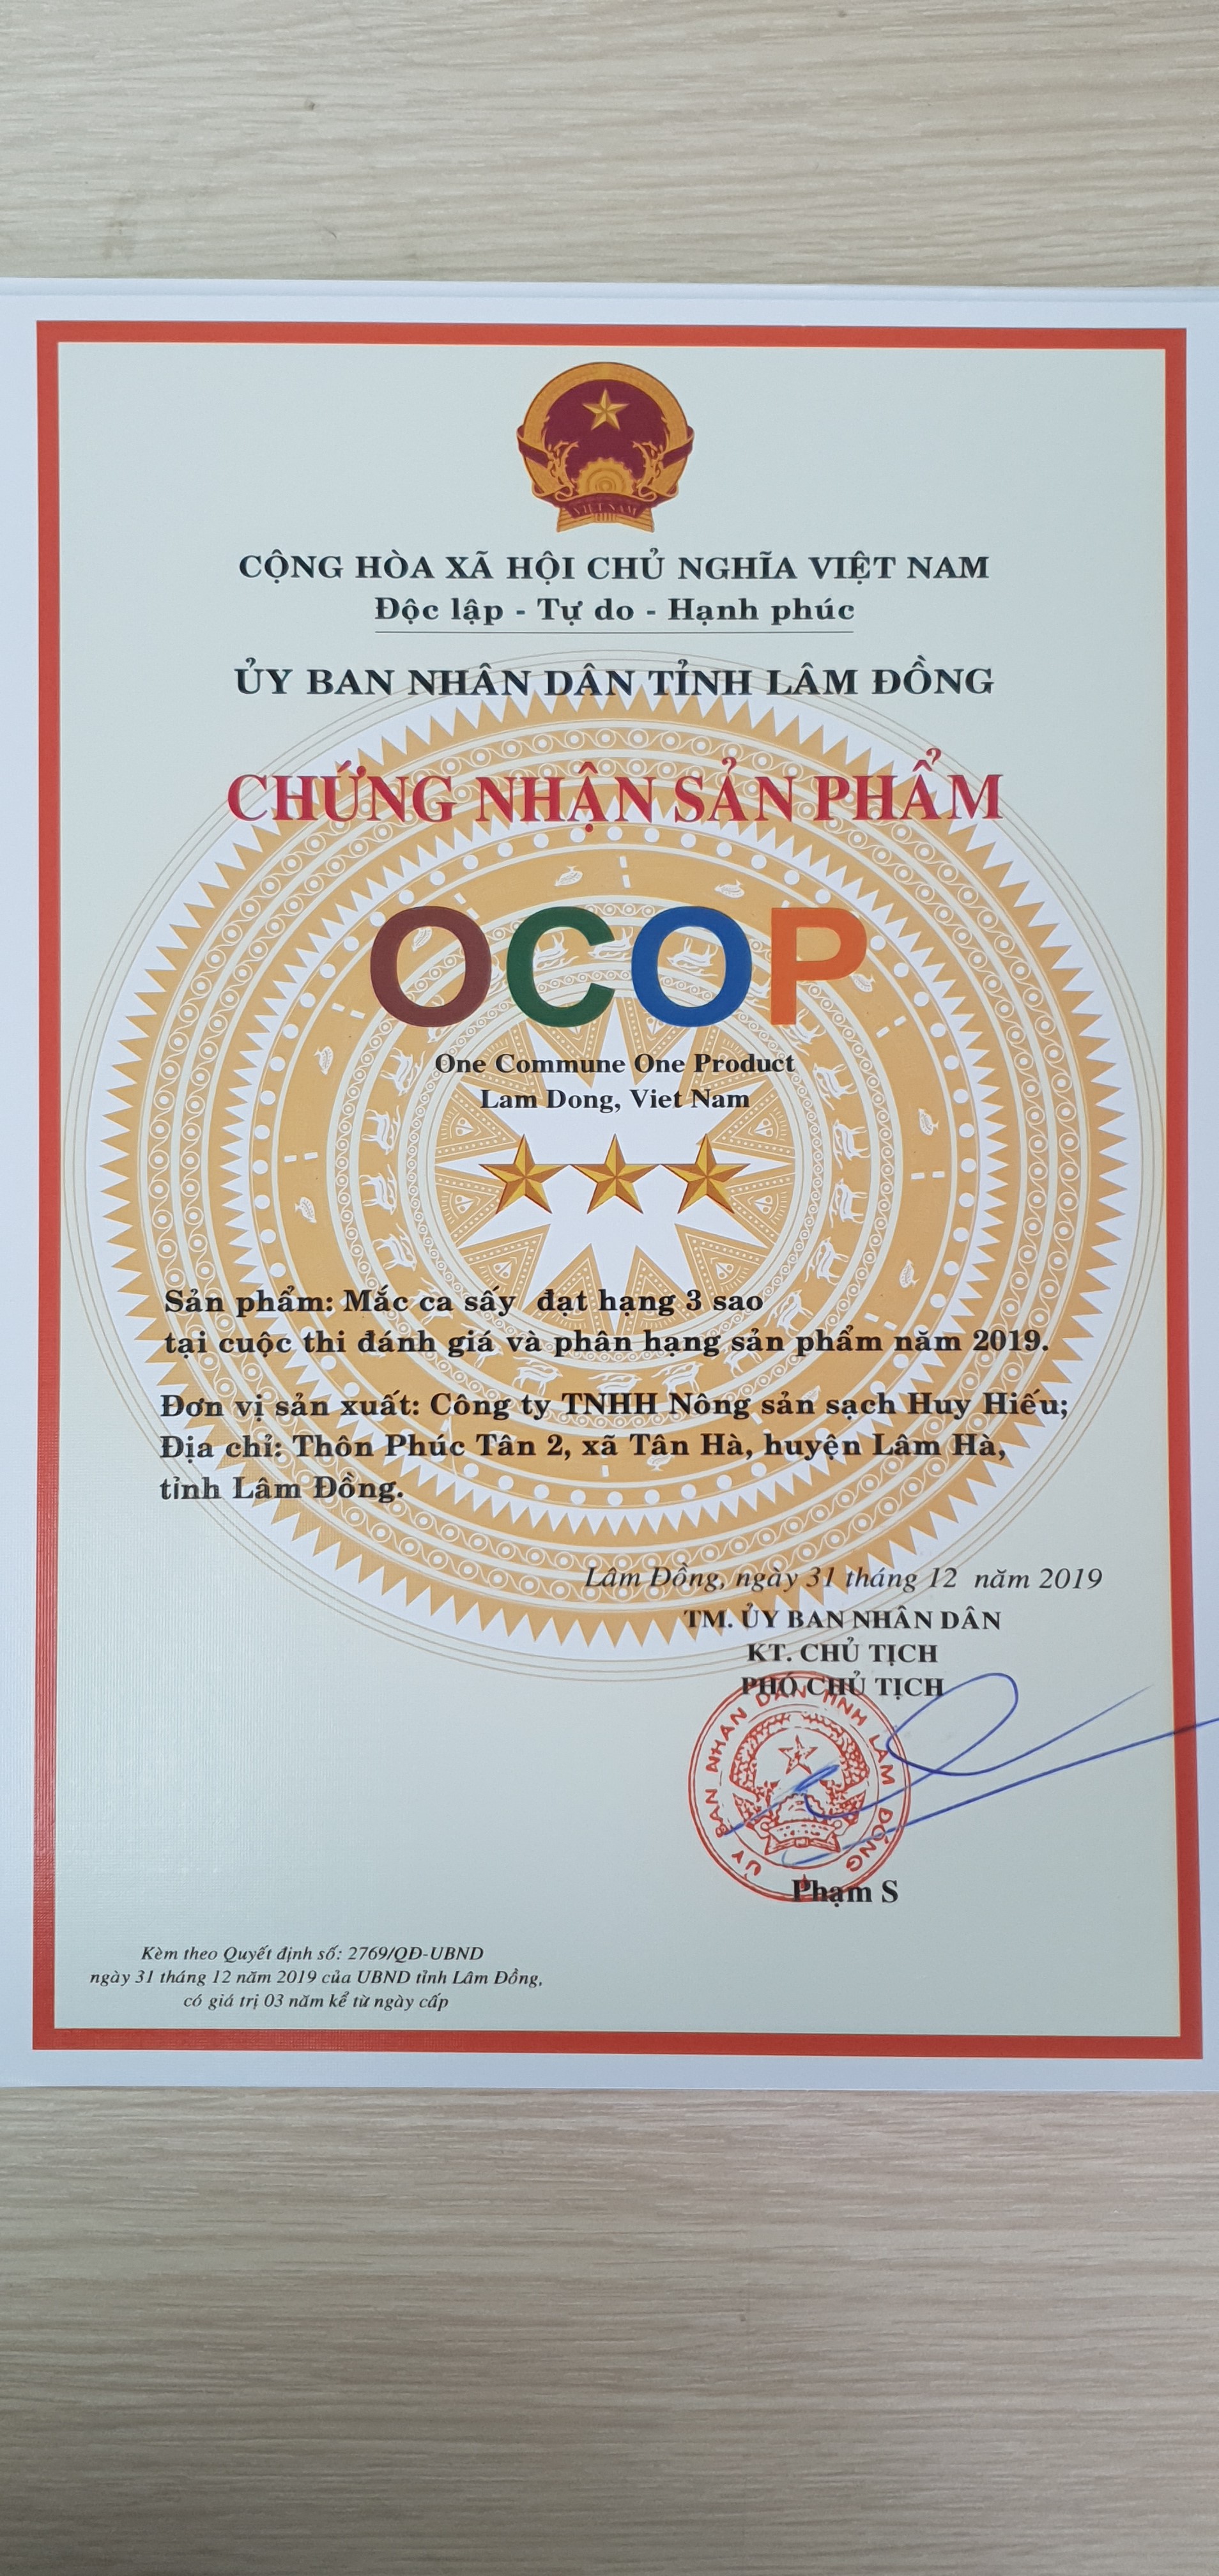 VIỆT NAM
CỘNG HÒA XÃ HỘI CHỦ NGHĨA VIỆT NAM
Độc lập - Tự do - Hạnh phúc
ỦY BAN NHÂN DÂN TỈNH LÂM ĐỒNG
CHỨNG NHẬN SẢN PHẨM
OCOP
One Commune One Product
Lam Dong, Viet Nam
Sản phẩm: Mắc ca sấy đạt hạng 3 sao
tại cuộc thi đánh giá và phân hạng sản phẩm năm 2019.
Đơn vị sản xuất: Công ty TNHH Nông sản sạch Huy Hiếu;
Địa chỉ: Thôn Phúc Tân 2, xã Tân Hà, huyện Lâm Hà,
tỉnh Lâm Đồng.
Lâm Đồng, ngày 31 tháng 12 năm 2019
TM. ỦY BAN NHÂN DÂN
KT. CHỦ TỊCH
PHÓ CHỦ TỊCH
ỦY BAN NHÂN DÂN TỈNH LÂM ĐỒNG
Phạm S
Kèm theo Quyết định số: 2769/QĐ-UBND
ngày 31 tháng 12 năm 2019 của UBND tỉnh Lâm Đồng,
có giá trị 03 năm kể từ ngày cấp